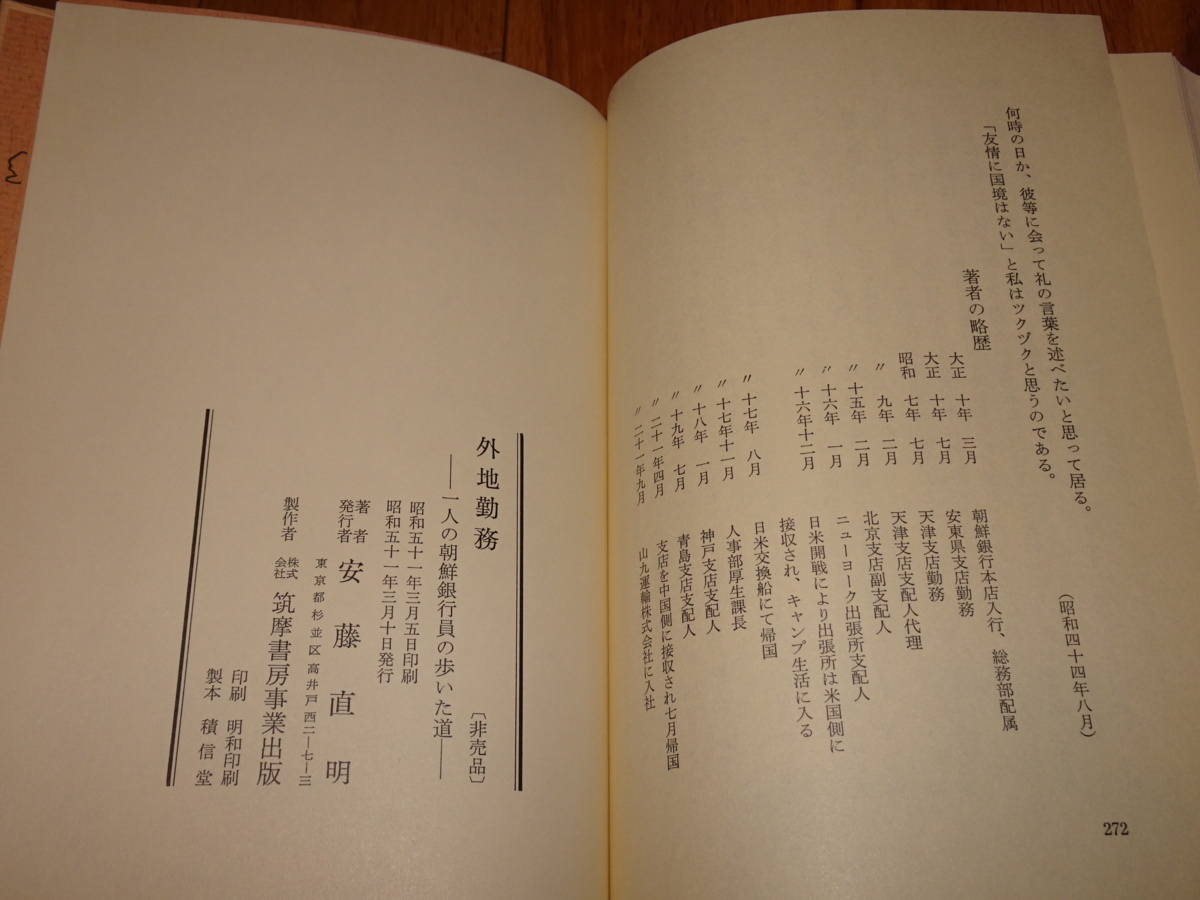 何時の日か、彼等に会って礼の言葉を述べたいと思って居る。
「友情に国境はない」と私はツクヅク思うのである。
(昭和四十四年八月)
著者の略歴
大正 十年 三月 朝鮮銀行本店入行、総務部配属
大正 十年 七月 安東県支店勤務
昭和 七年 七月 天津支店勤務
〃 九年 二月 天津支店支配人代理
〃 十五年 二月 北京支店副支配人
〃 十六年 一月 ニューヨーク出張所支配人
〃 十六年十二月 日米開戦により出張所は米国側に
接収され、キャンプ生活に入る
〃 十七年 八月 日米交換船にて帰国
〃 十七年十一月 人事部厚生課長
〃 十八年 一月 神戸支店支配人
〃 十九年 七月 青島支店支配人
〃 二十一年四月 支店を中国側に接収され七月帰国
〃 二十一年九月 山九運輸株式会社に入社
272
外地勤務
――一人の朝鮮銀行員の歩いた道――
〔非売品〕
昭和五十一年三月五日印刷
昭和五十一年三月十日発行
著者
発行者 安藤直明
東京都杉並区高井戸西二―七―三
製作者 株式会社 筑摩書房事業出版
印刷 明和印刷
製本 積信堂